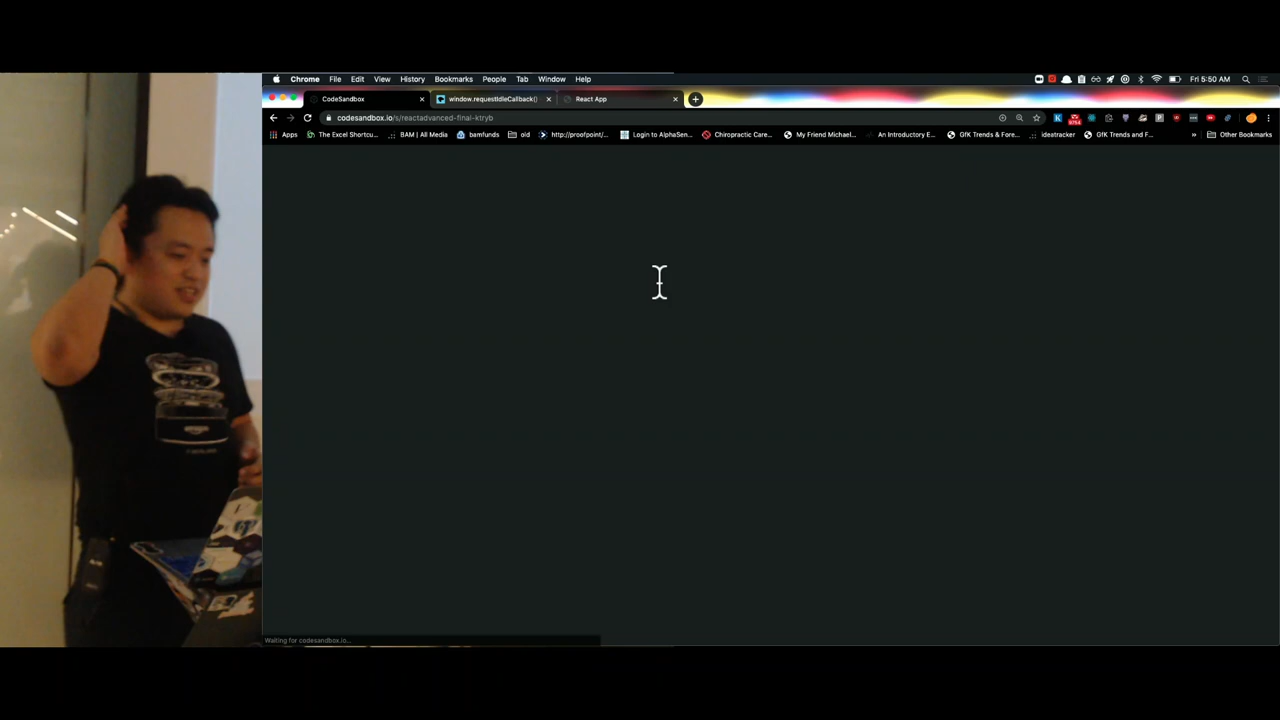 Chrome File Edit View History Bookmarks People Tab Window Help Fri 5:50 AM
CodeSandbox window.requestIdleCallback() React App
codesandbox.io/s/reactadvanced-final-ktryb
Apps The Excel Shortcu... BAM | All Media bamfunds old http://proofpoint/... Login to AlphaSen... Chiropractic Care... My Friend Michael... An Introductory E... GfK Trends & Fore... ideatracker GfK Trends and F... » Other Bookmarks
amazon
Waiting for codesandbox.io...